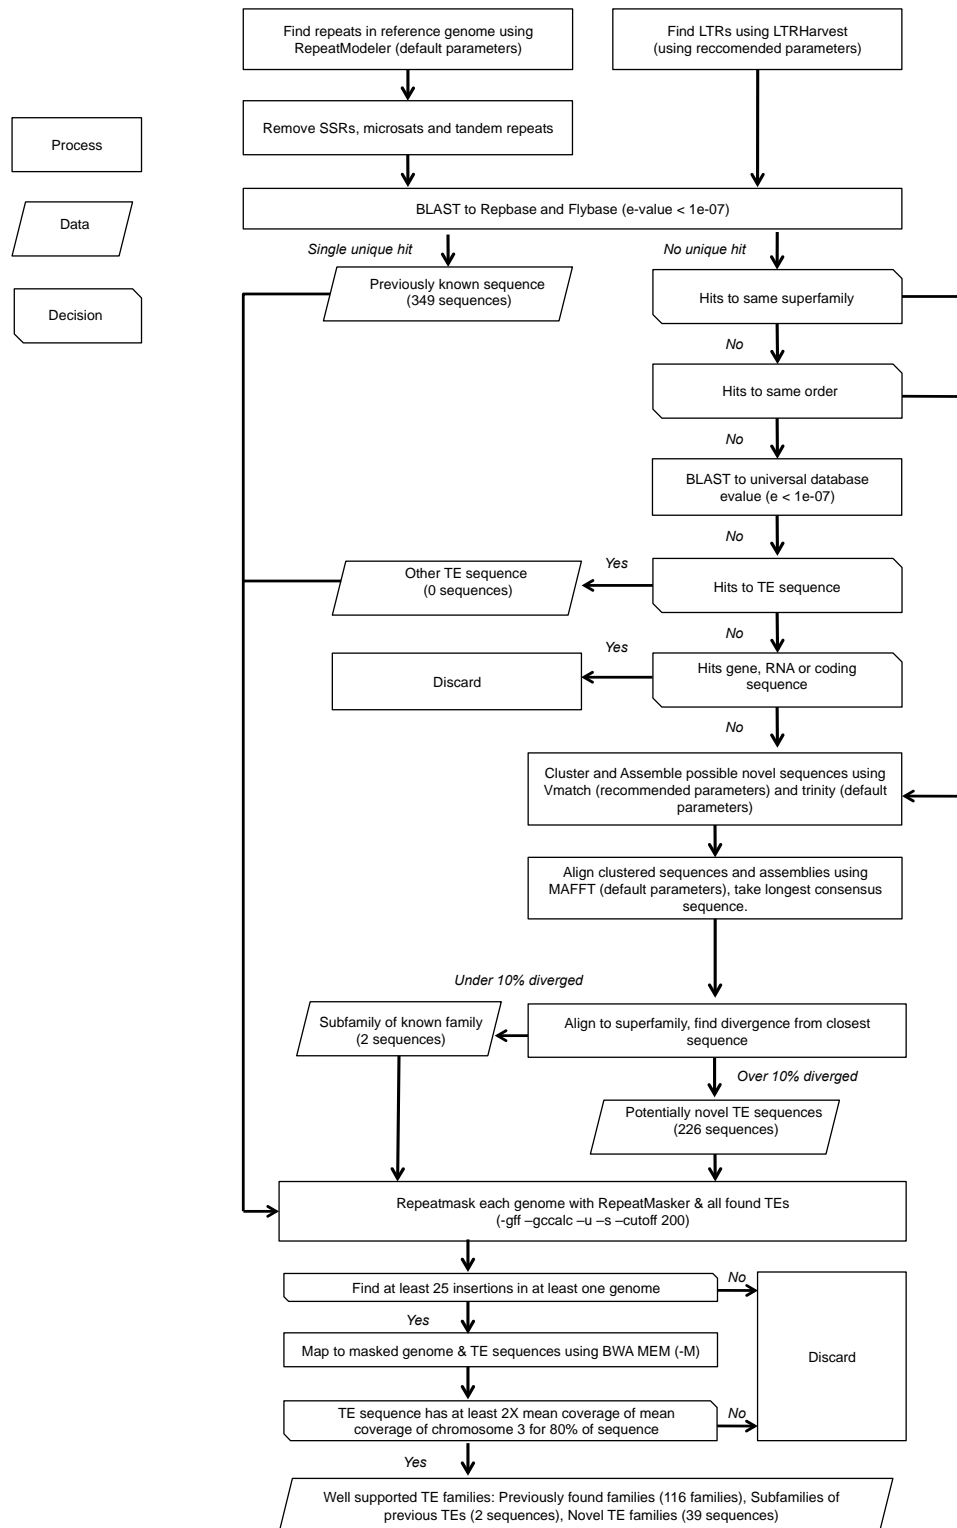 Find repeats in reference genome using
RepeatModeler (default parameters)
Find LTRs using LTRHarvest
(using reccomended parameters)
Process
Remove SSRs, microsats and tandem repeats
Data
BLAST to Repbase and Flybase (e-value < 1e-07)
Single unique hit
No unique hit
Decision
Previously known sequence
(349 sequences)
Hits to same superfamily
No
Hits to same order
No
BLAST to universal database
evalue (e < 1e-07)
No
Other TE sequence
(0 sequences)
Yes
Hits to TE sequence
No
Discard
Yes
Hits gene, RNA or coding
sequence
No
Cluster and Assemble possible novel sequences using
Vmatch (recommended parameters) and trinity (default
parameters)
Align clustered sequences and assemblies using
MAFFT (default parameters), take longest consensus
sequence.
Under 10% diverged
Subfamily of known family
(2 sequences)
Align to superfamily, find divergence from closest
sequence
Over 10% diverged
Potentially novel TE sequences
(226 sequences)
Repeatmask each genome with RepeatMasker & all found TEs
(-gff –gccalc –u –s –cutoff 200)
Find at least 25 insertions in at least one genome
No
Yes
Map to masked genome & TE sequences using BWA MEM (-M)
Discard
TE sequence has at least 2X mean coverage of mean
coverage of chromosome 3 for 80% of sequence
No
Yes
Well supported TE families: Previously found families (116 families), Subfamilies of
previous TEs (2 sequences), Novel TE families (39 sequences)